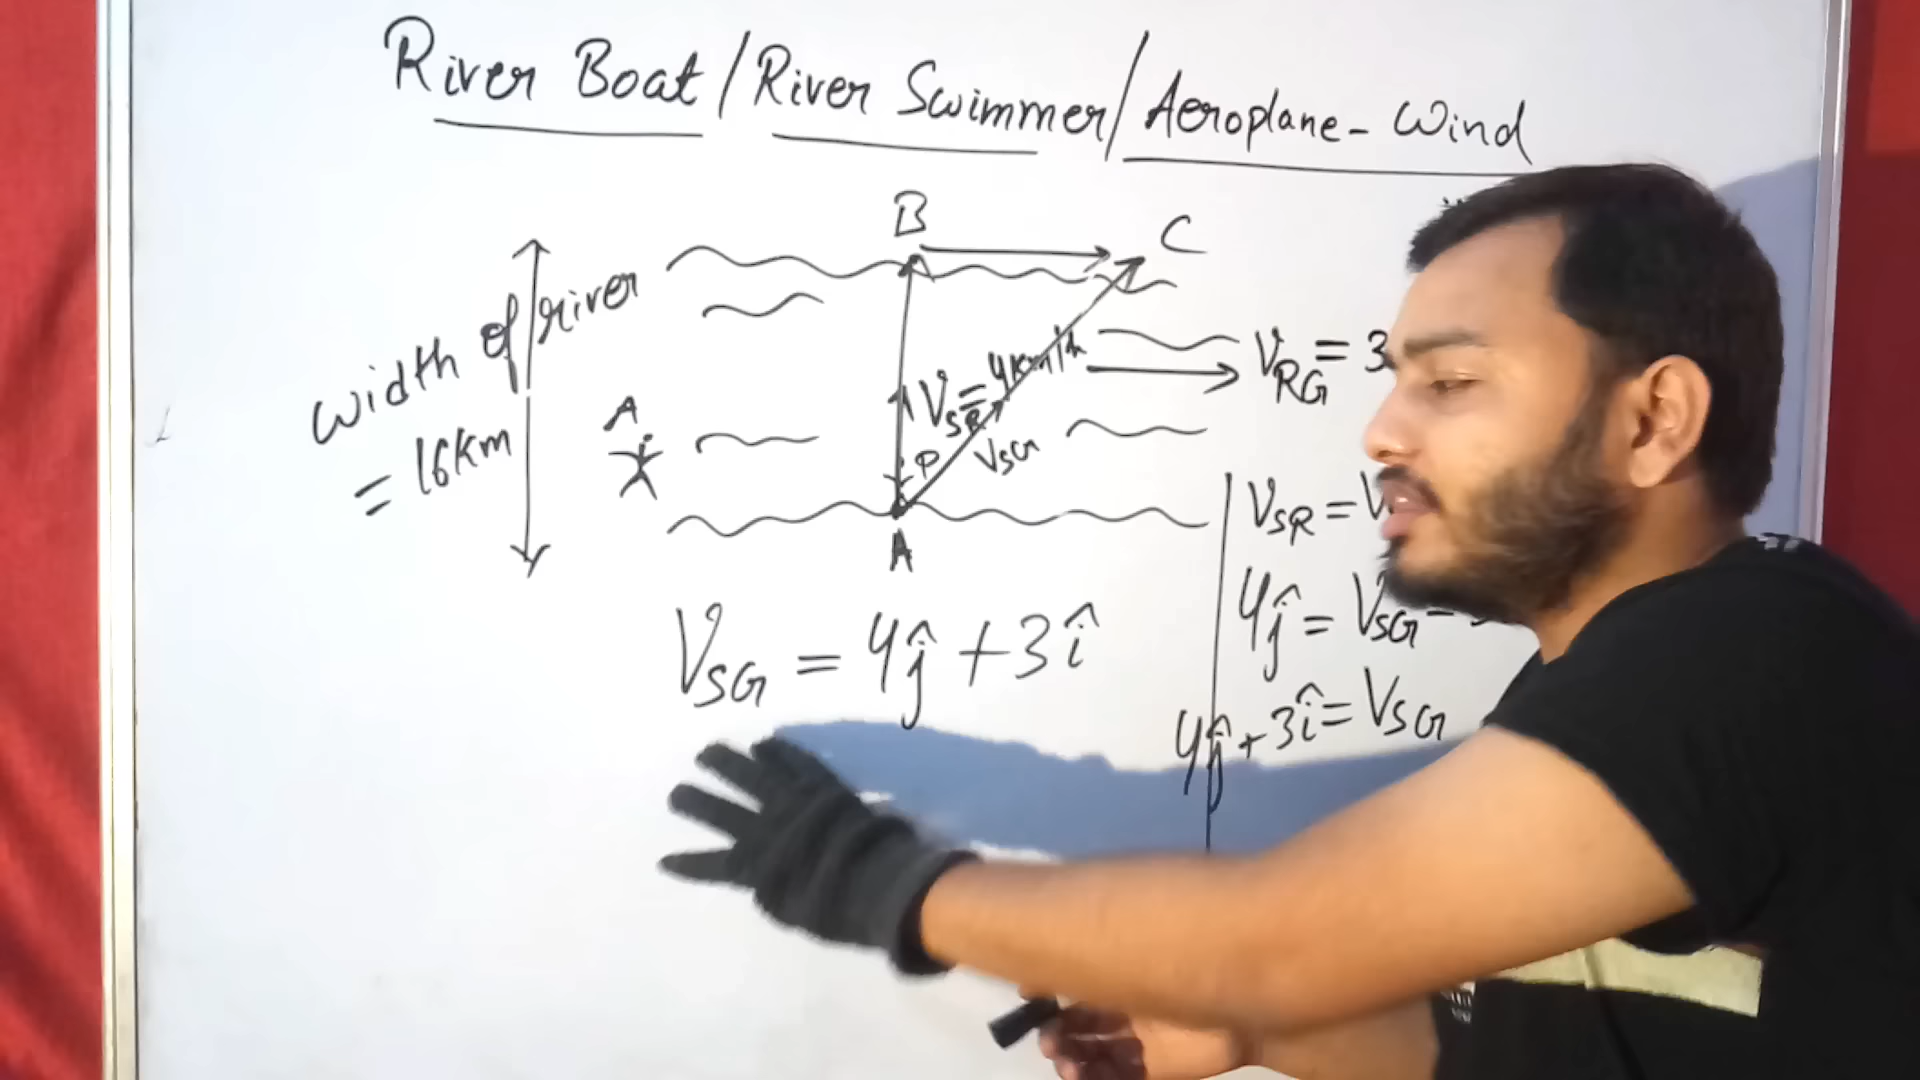 River Boat / River Swimmer / Aeroplane - Wind
B
C
width of river
= 16km
A
V_SR = 4km/h
V_RG = 3
V_SG
A
V_SR = V
4ĵ = V_SG -
4ĵ + 3î = V_SG
V_SG = 4ĵ + 3î